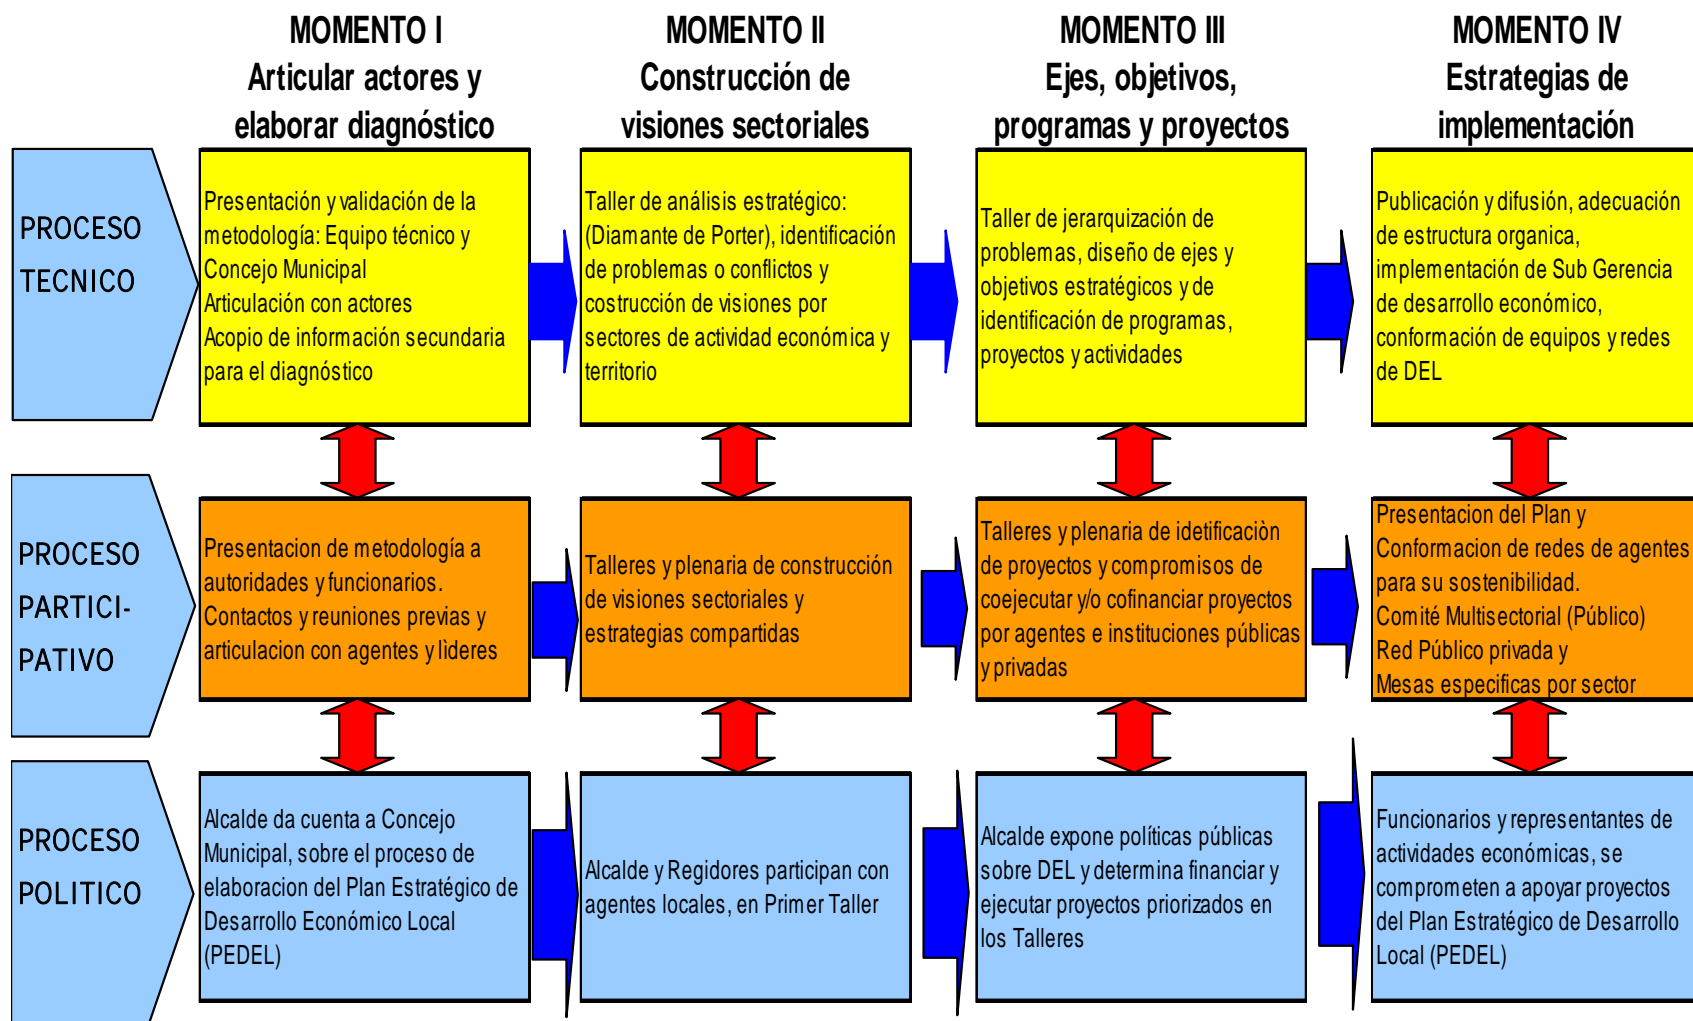 MOMENTO I
Articular actores y
elaborar diagnóstico
MOMENTO II
Construcción de
visiones sectoriales
MOMENTO III
Ejes, objetivos,
programas y proyectos
MOMENTO IV
Estrategias de
implementación
PROCESO
TECNICO
Presentación y validación de la
metodología: Equipo técnico y
Concejo Municipal
Articulación con actores
Acopio de información secundaria
para el diagnóstico
Taller de análisis estratégico:
(Diamante de Porter), identificación
de problemas o conflictos y
costrucción de visiones por
sectores de actividad económica y
territorio
Taller de jerarquización de
problemas, diseño de ejes y
objetivos estratégicos y de
identificación de programas,
proyectos y actividades
Publicación y difusión, adecuación
de estructura organica,
implementación de Sub Gerencia
de desarrollo económico,
conformación de equipos y redes
de DEL
PROCESO
PARTICI-
PATIVO
Presentacion de metodología a
autoridades y funcionarios.
Contactos y reuniones previas y
articulacion con agentes y lìderes
Talleres y plenaria de construcción
de visiones sectoriales y
estrategias compartidas
Talleres y plenaria de idetificaciòn
de proyectos y compromisos de
coejecutar y/o cofinanciar proyectos
por agentes e instituciones públicas
y privadas
Presentacion del Plan y
Conformacion de redes de agentes
para su sostenibilidad.
Comité Multisectorial (Público)
Red Público privada y
Mesas especificas por sector
PROCESO
POLITICO
Alcalde da cuenta a Concejo
Municipal, sobre el proceso de
elaboracion del Plan Estratégico de
Desarrollo Económico Local
(PEDEL)
Alcalde y Regidores participan con
agentes locales, en Primer Taller
Alcalde expone políticas públicas
sobre DEL y determina financiar y
ejecutar proyectos priorizados en
los Talleres
Funcionarios y representantes de
actividades económicas, se
comprometen a apoyar proyectos
del Plan Estratégico de Desarrollo
Local (PEDEL)